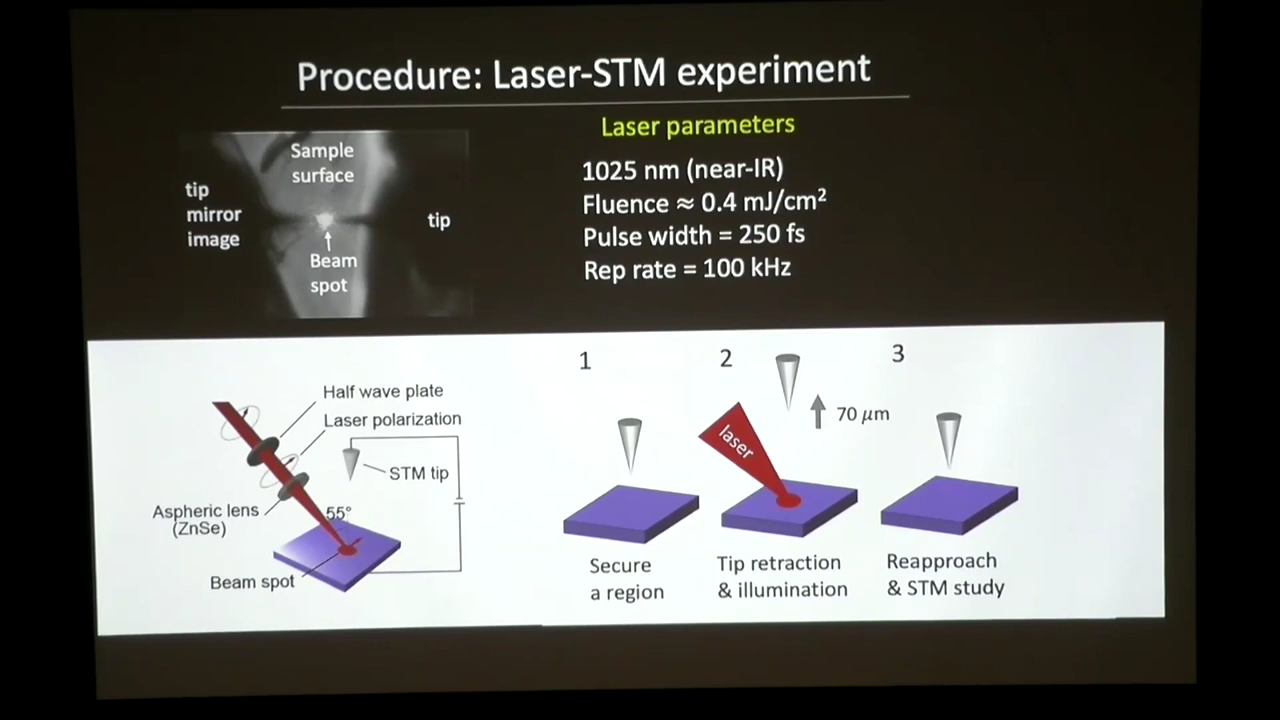 Procedure: Laser-STM experiment
Sample
surface
tip
mirror
image
tip
Beam
spot
Laser parameters
1025 nm (near-IR)
Fluence ≈ 0.4 mJ/cm²
Pulse width = 250 fs
Rep rate = 100 kHz
Half wave plate
Laser polarization
STM tip
Aspheric lens
(ZnSe)
55°
Beam spot
1
Secure
a region
2
laser
70 μm
Tip retraction
& illumination
3
Reapproach
& STM study